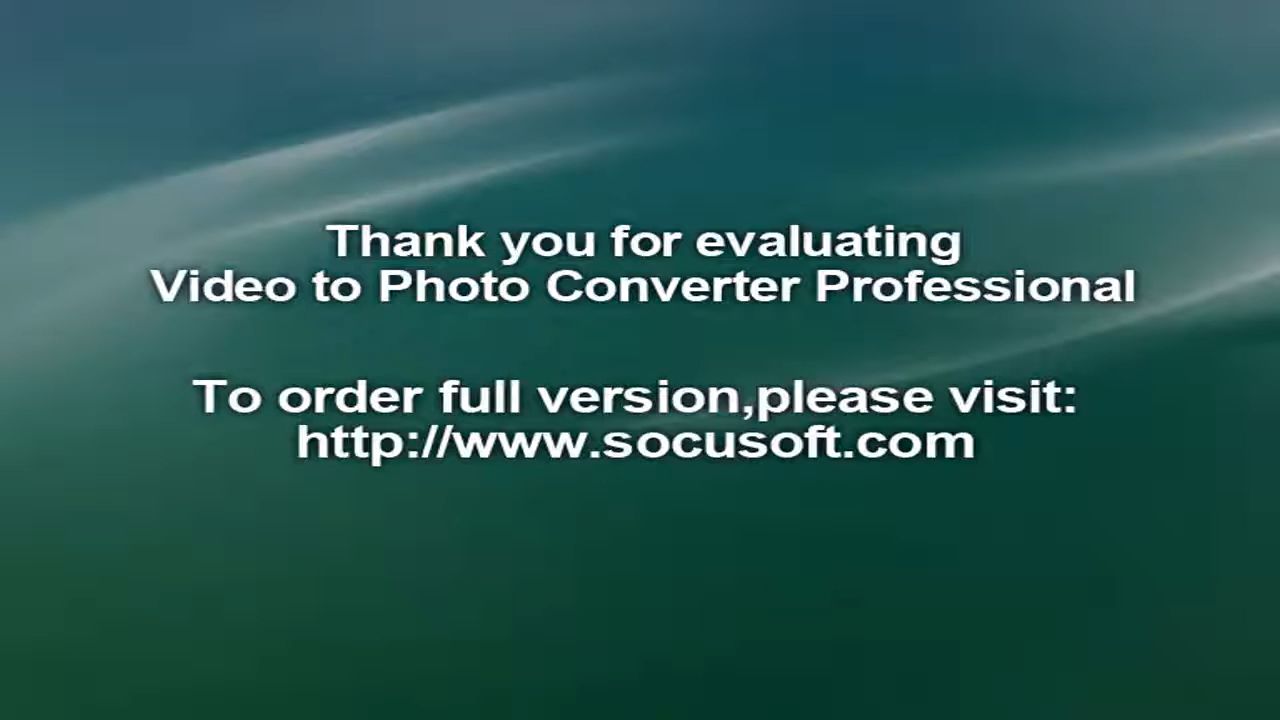 Thank you for evaluating
Video to Photo Converter Professional
To order full version,please visit:
http://www.socusoft.com